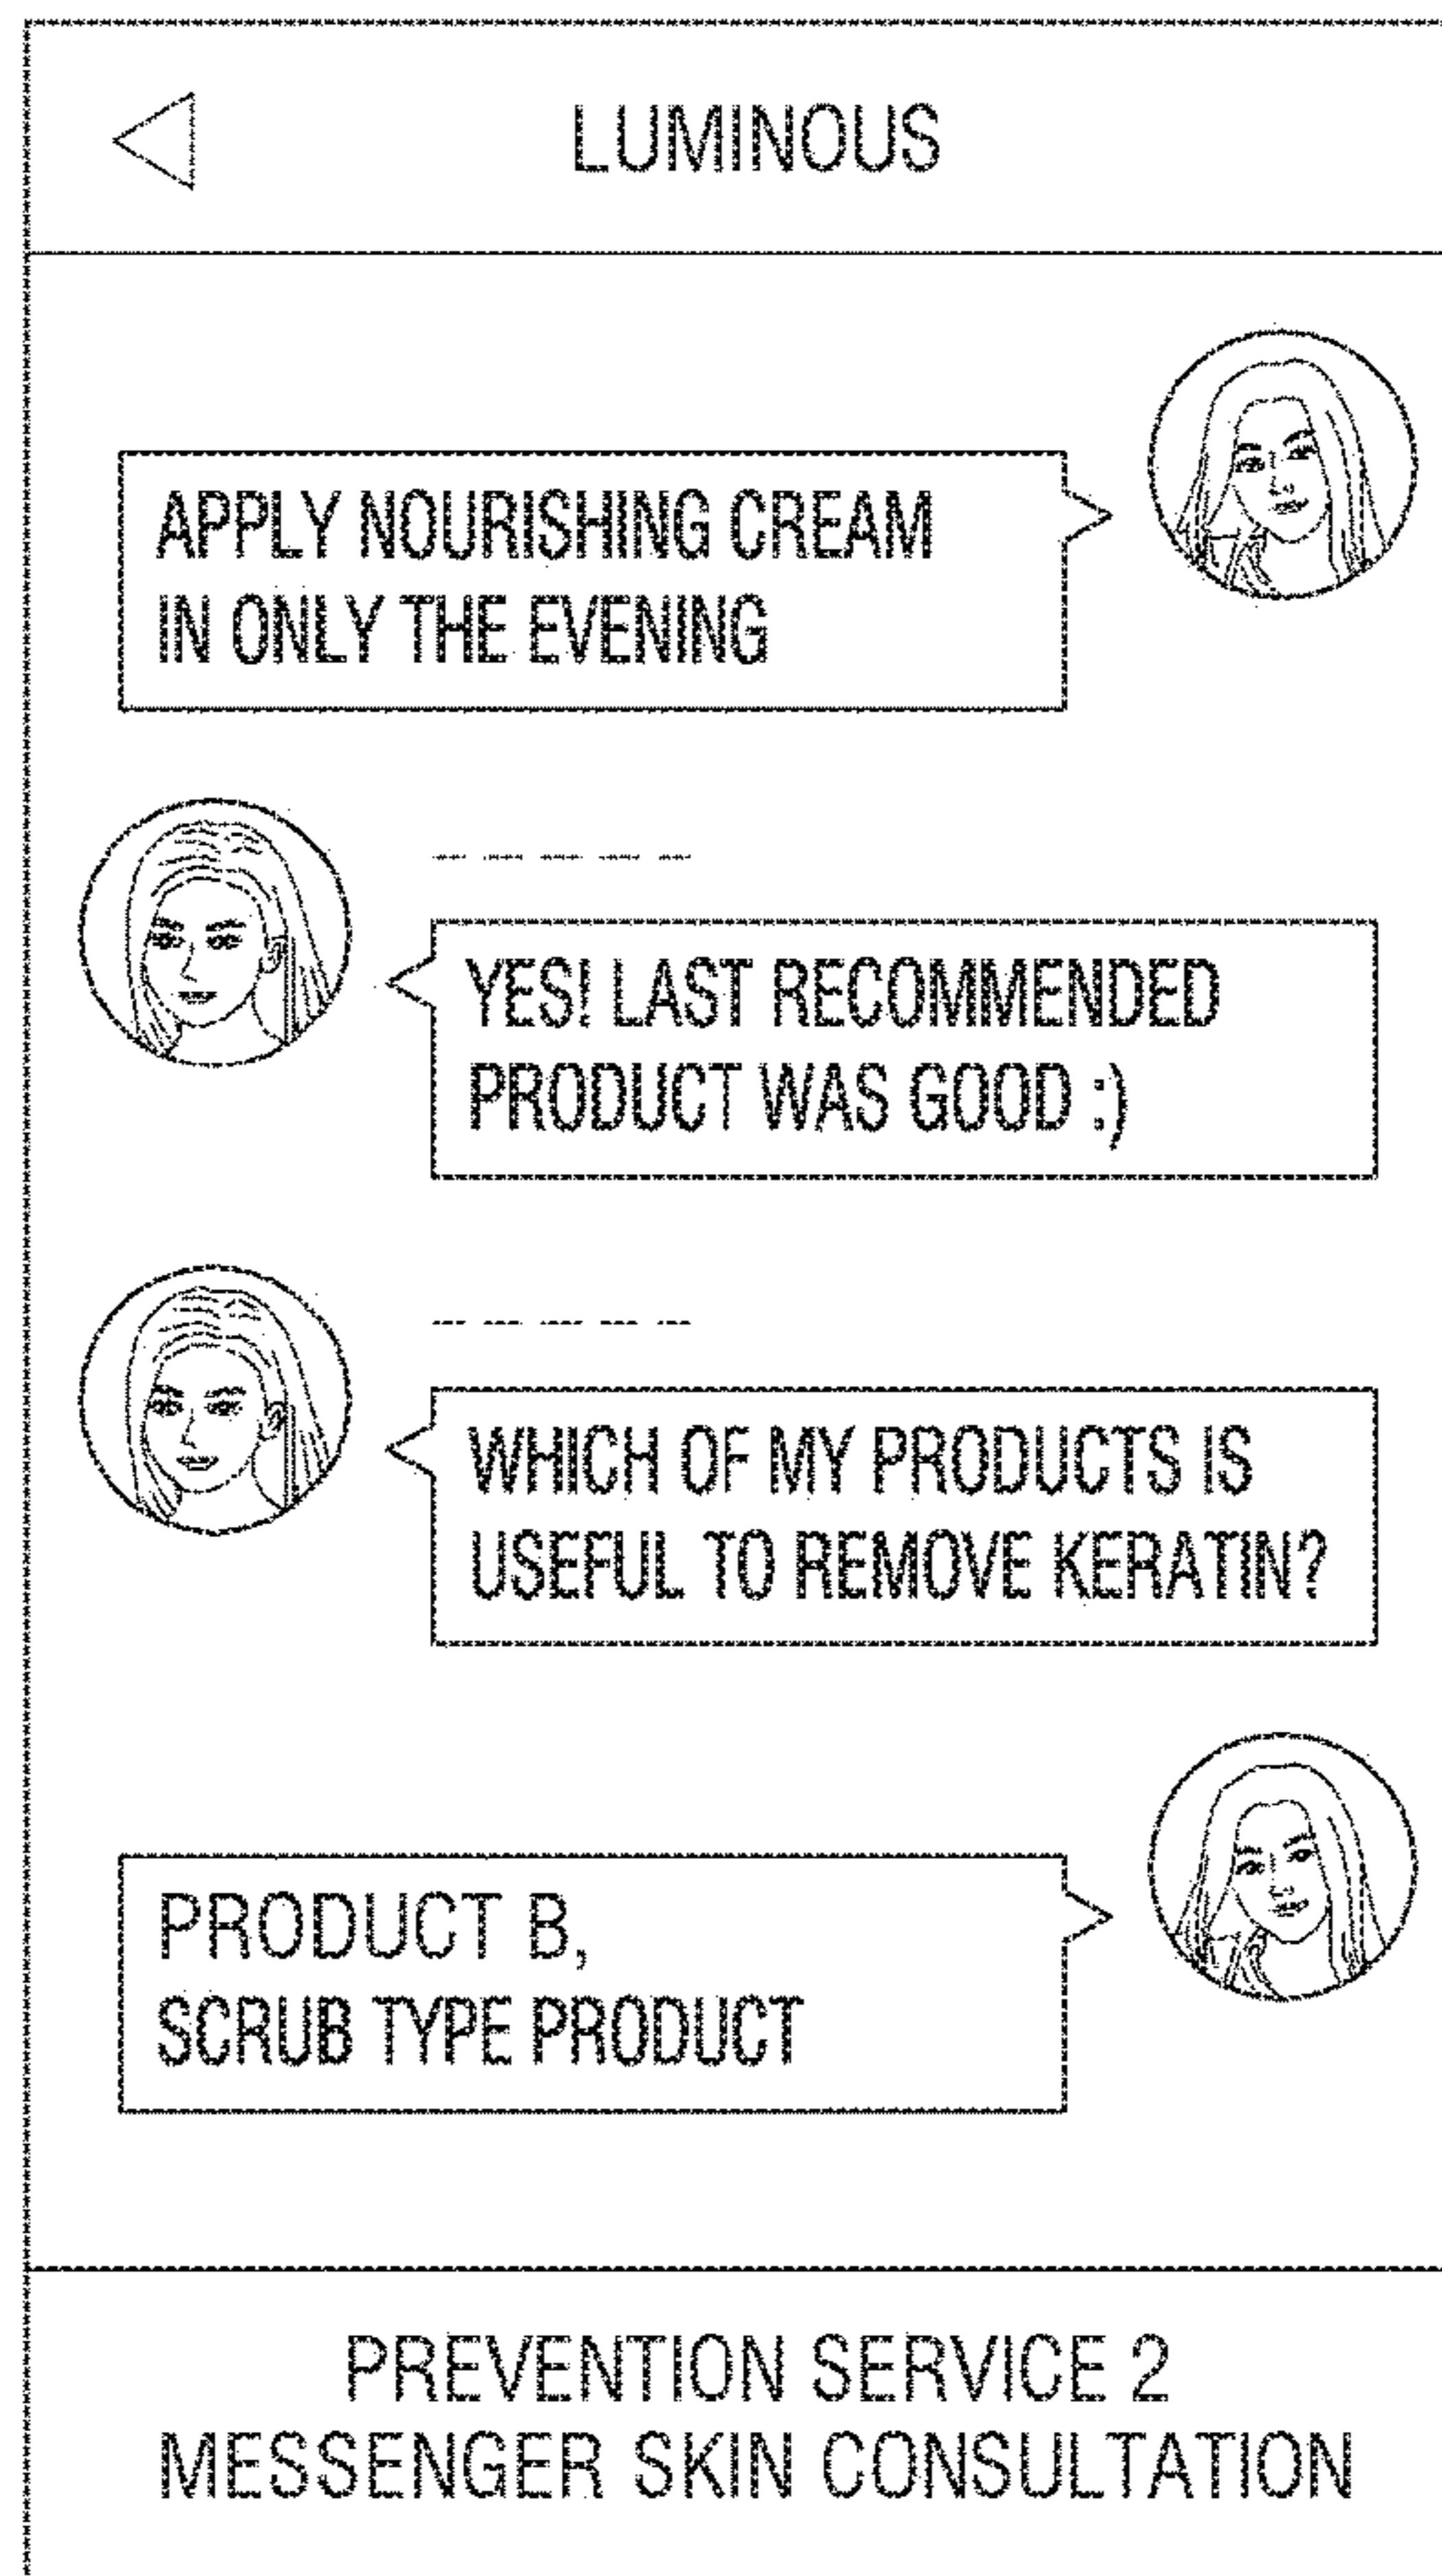 LUMINOUS
APPLY NOURISHING CREAM
IN ONLY THE EVENING
YES! LAST RECOMMENDED
PRODUCT WAS GOOD :)
WHICH OF MY PRODUCTS IS
USEFUL TO REMOVE KERATIN?
PRODUCT B,
SCRUB TYPE PRODUCT
PREVENTION SERVICE 2
MESSENGER SKIN CONSULTATION